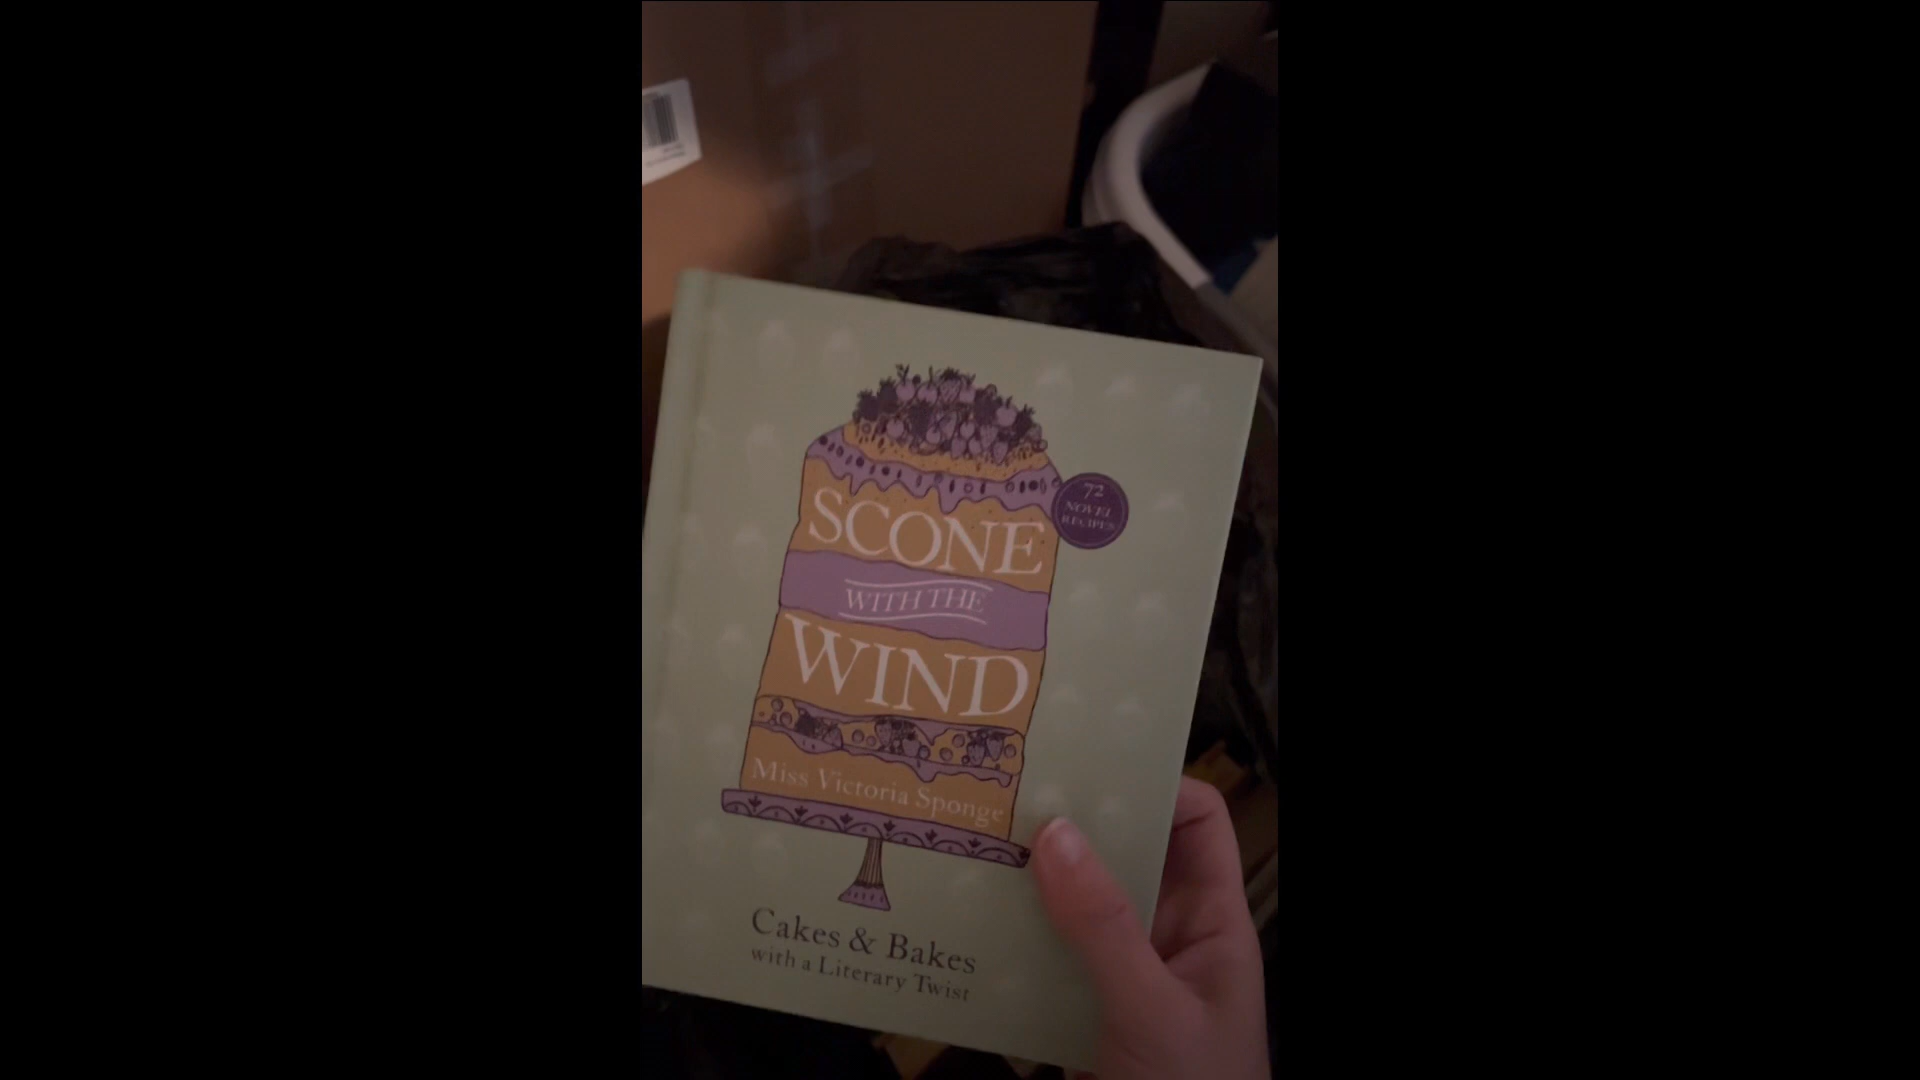 72
NOVEL
RECIPES
SCONE
WITH THE
WIND
Miss Victoria Sponge
Cakes & Bakes
with a Literary Twist